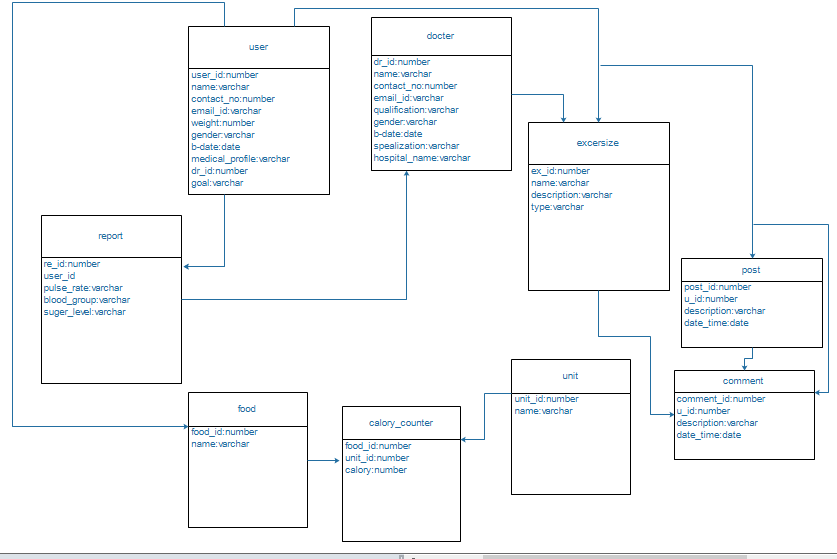 user
user_id:number
name:varchar
contact_no:number
email_id:varchar
weight:number
gender:varchar
b-date:date
medical_profile:varchar
dr_id:number
goal:varchar
docter
dr_id:number
name:varchar
contact_no:number
email_id:varchar
qualification:varchar
gender:varchar
b-date:date
spealization:varchar
hospital_name:varchar
excersize
ex_id:number
name:varchar
description:varchar
type:varchar
report
re_id:number
user_id
pulse_rate:varchar
blood_group:varchar
suger_level:varchar
post
post_id:number
u_id:number
description:varchar
date_time:date
food
food_id:number
name:varchar
calory_counter
food_id:number
unit_id:number
calory:number
unit
unit_id:number
name:varchar
comment
comment_id:number
u_id:number
description:varchar
date_time:date